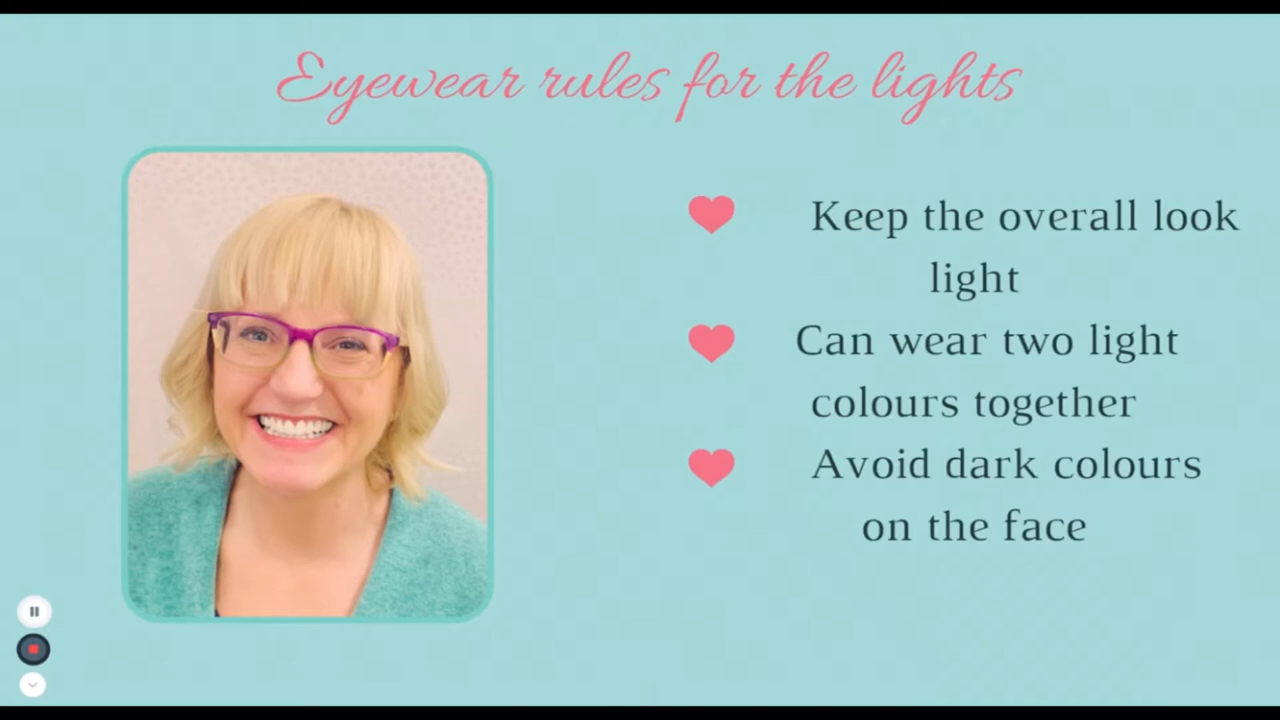 Eyewear rules for the lights
Keep the overall look
light
Can wear two light
colours together
Avoid dark colours
on the face